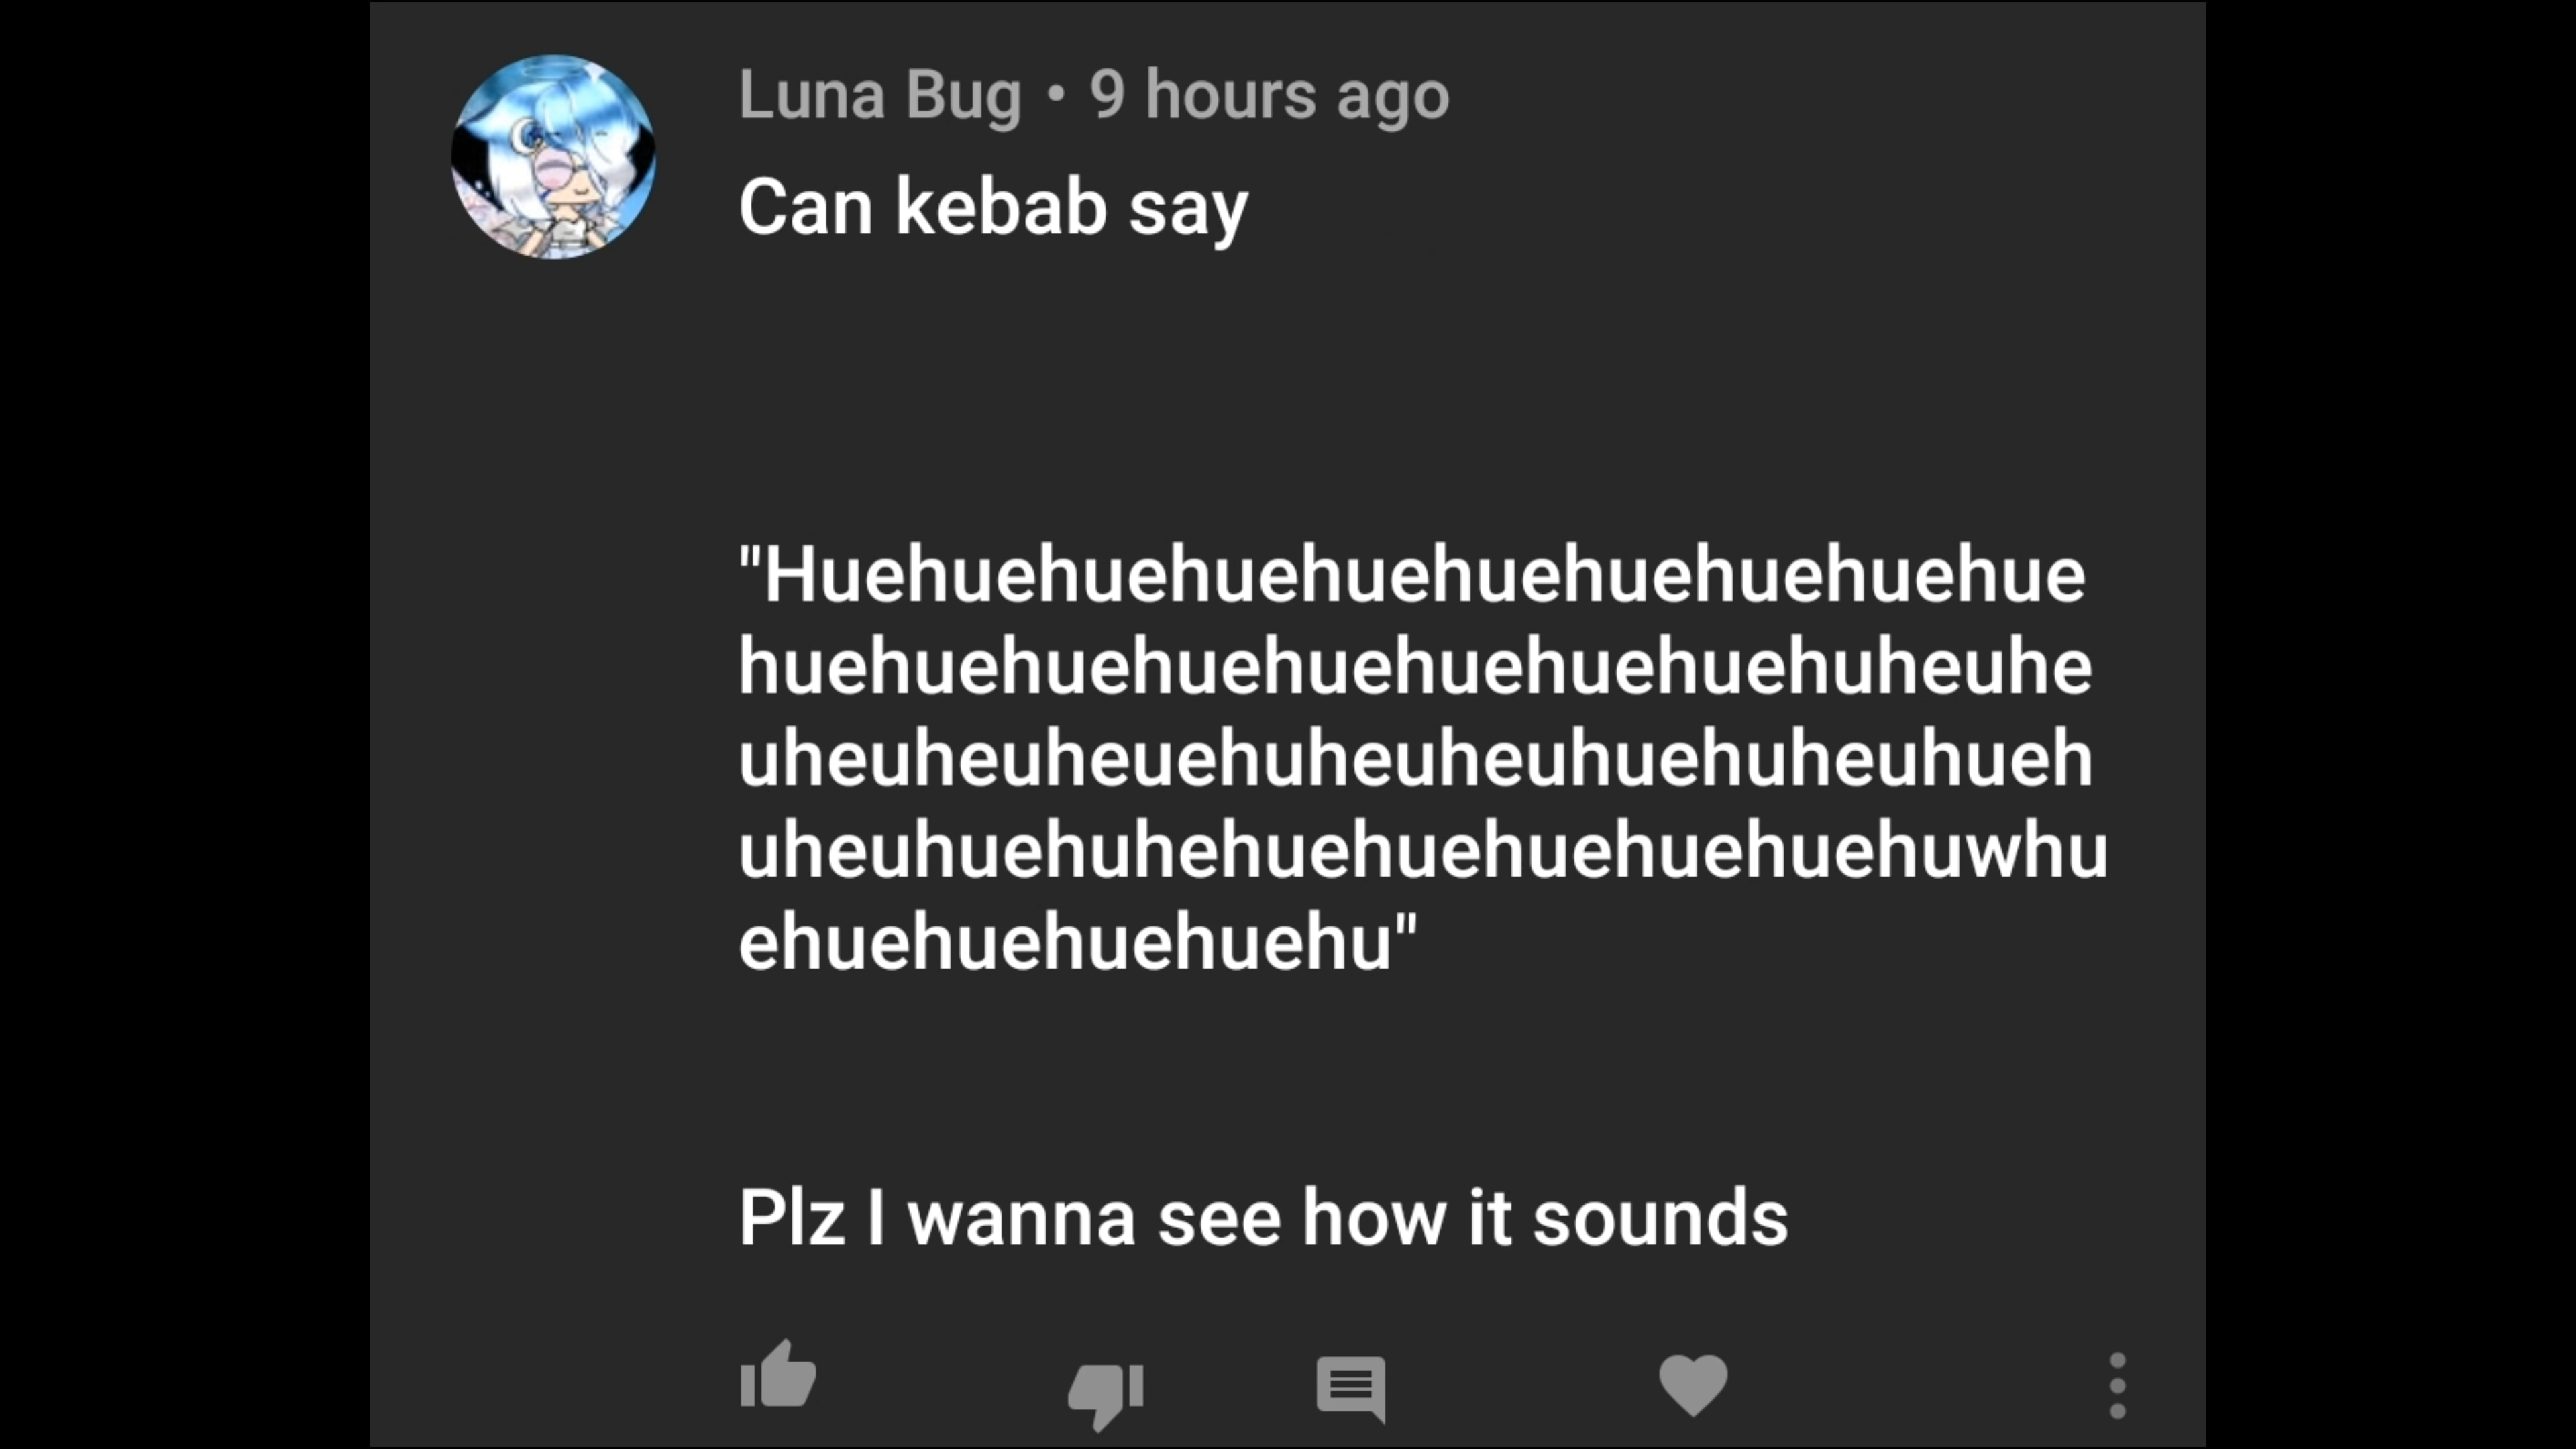 Luna Bug • 9 hours ago
Can kebab say
"Huehuehuehuehuehuehuehuehuehue
huehuehuehuehuehuehuehuehuheuhe
uheuheuheuehuheuheuhuehuheuhueh
uheuhuehuhehuehuehuehuehuehuwhu
ehuehuehuehuehu"
Plz I wanna see how it sounds